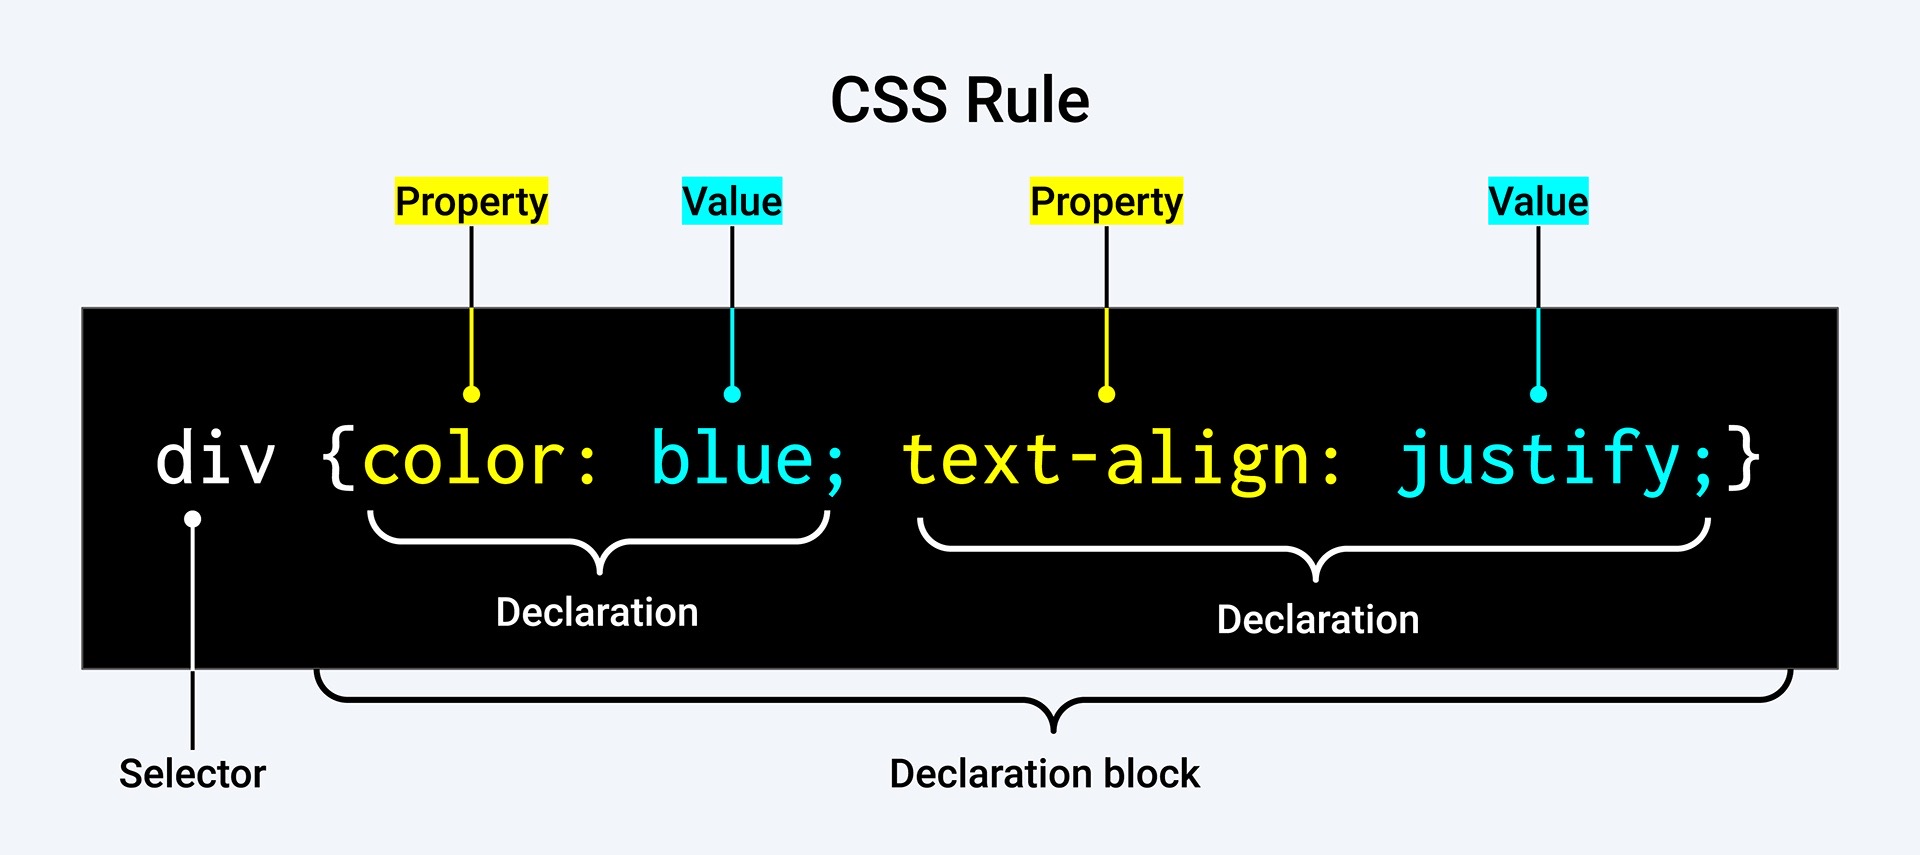 CSS Rule
Property Value Property Value
div {color: blue; text-align: justify;}
Declaration Declaration
Selector Declaration block